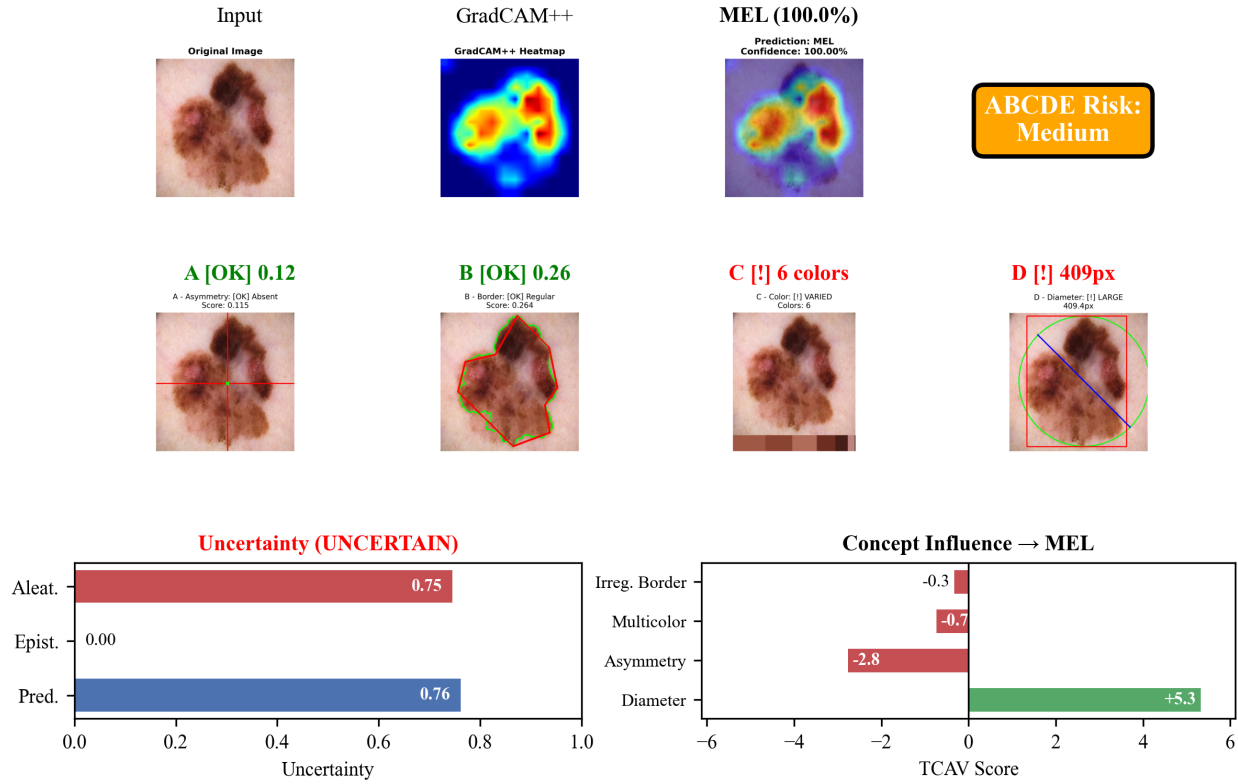 Input
GradCAM++
MEL (100.0%)
Original Image
GradCAM++ Heatmap
Prediction: MEL
Confidence: 100.00%
ABCDE Risk:
Medium
A [OK] 0.12
B [OK] 0.26
C [!] 6 colors
D [!] 409px
A - Asymmetry: [OK] Absent
Score: 0.115
B - Border: [OK] Regular
Score: 0.264
C - Color: [!] VARIED
Colors: 6
D - Diameter: [!] LARGE
409.4px
Uncertainty (UNCERTAIN)
Aleat.
0.75
Epist.
0.00
Pred.
0.76
0.0 0.2 0.4 0.6 0.8 1.0
Uncertainty
Concept Influence → MEL
Irreg. Border
-0.3
Multicolor
-0.7
Asymmetry
-2.8
Diameter
+5.3
−6 −4 −2 0 2 4 6
TCAV Score